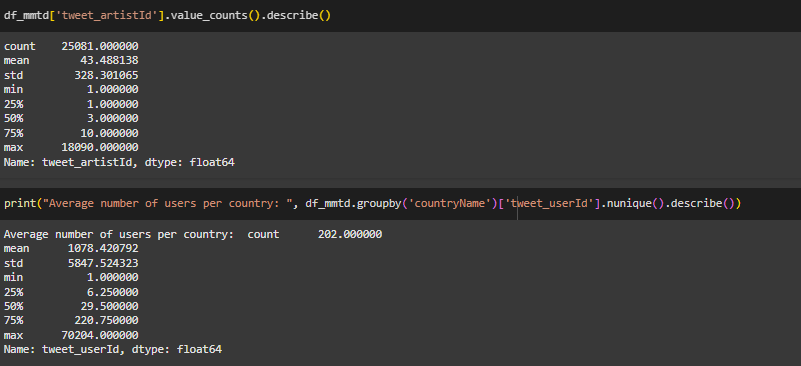 df_mmtd['tweet_artistId'].value_counts().describe()
count    25081.000000
mean        43.488138
std        328.301065
min          1.000000
25%          1.000000
50%          3.000000
75%         10.000000
max      18090.000000
Name: tweet_artistId, dtype: float64
print("Average number of users per country: ", df_mmtd.groupby('countryName')['tweet_userId'].nunique().describe())
Average number of users per country:  count      202.000000
mean      1078.420792
std       5847.524323
min          1.000000
25%          6.250000
50%         29.500000
75%        220.750000
max      70204.000000
Name: tweet_userId, dtype: float64